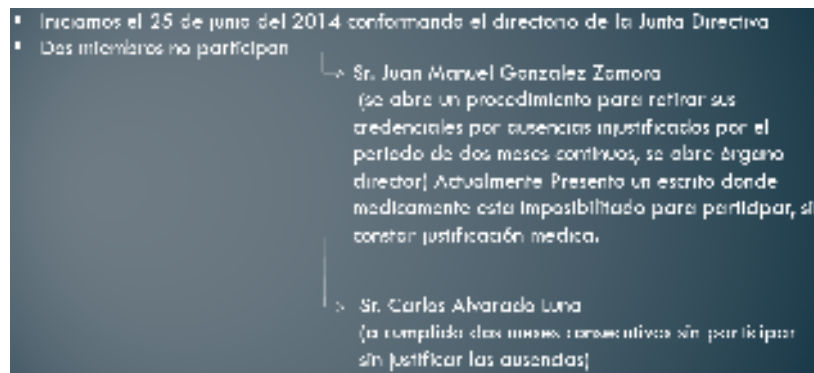 ▪ Iniciamos el 25 de junio del 2014 conformando el directorio de la Junta Directiva
▪ Dos miembros no participan
Sr. Juan Manuel Gonzalez Zamora
(se abre un procedimiento para retirar sus
credenciales por ausencias injustificadas por el
periodo de dos meses continuos, se abre órgano
director) Actualmente Presento un escrito donde
medicamente esta imposibilitado para participar, si
constar justificación medica.
Sr. Carlos Alvarado Luna
(a cumplido dos meses consecutivos sin participar
sin justificar las ausencias)